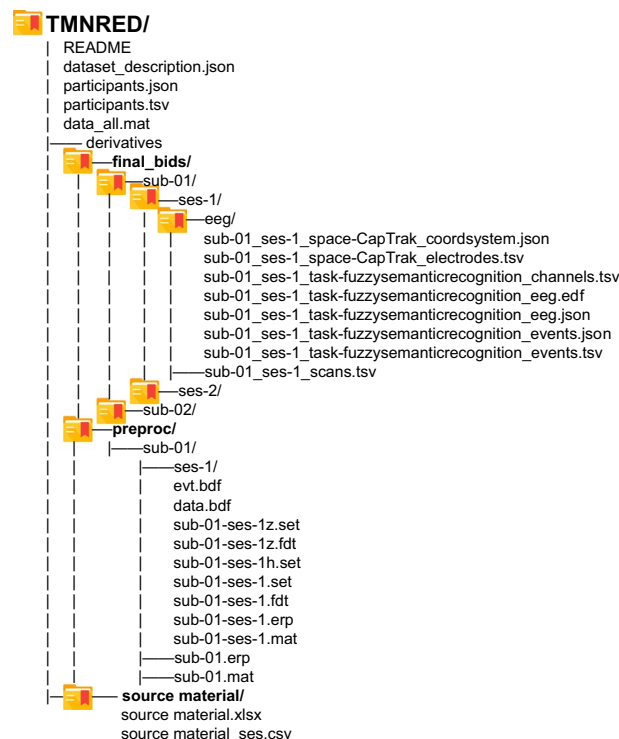 TMNRED/
README
dataset_description.json
participants.json
participants.tsv
data_all.mat
derivatives
final_bids/
sub-01/
ses-1/
eeg/
sub-01_ses-1_space-CapTrak_coordsystem.json
sub-01_ses-1_space-CapTrak_electrodes.tsv
sub-01_ses-1_task-fuzzysemanticrecognition_channels.tsv
sub-01_ses-1_task-fuzzysemanticrecognition_eeg.edf
sub-01_ses-1_task-fuzzysemanticrecognition_eeg.json
sub-01_ses-1_task-fuzzysemanticrecognition_events.json
sub-01_ses-1_task-fuzzysemanticrecognition_events.tsv
sub-01_ses-1_scans.tsv
ses-2/
sub-02/
preproc/
sub-01/
ses-1/
evt.bdf
data.bdf
sub-01-ses-1z.set
sub-01-ses-1z.fdt
sub-01-ses-1h.set
sub-01-ses-1.set
sub-01-ses-1.fdt
sub-01-ses-1.erp
sub-01-ses-1.mat
sub-01.erp
sub-01.mat
source material/
source material.xlsx
source material_ses.csv